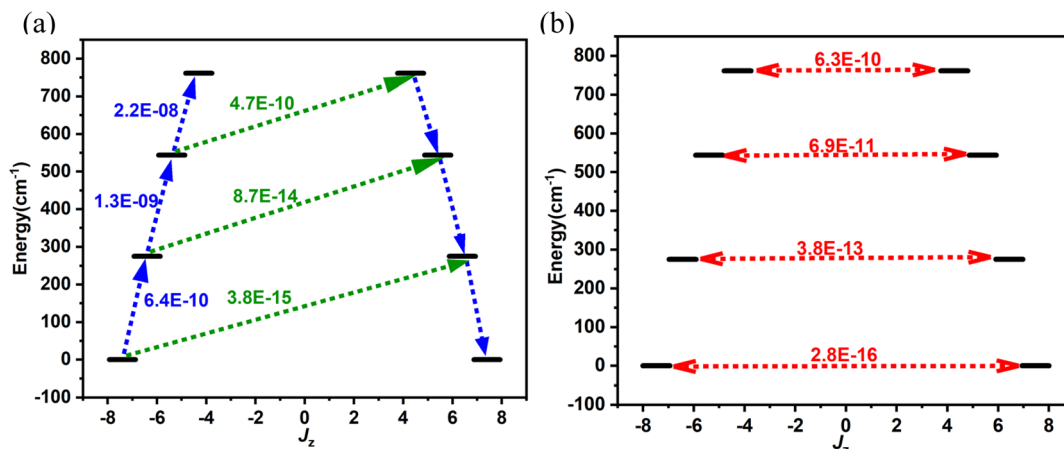 (a)
800
700
600
500
400
300
200
100
0
-100
Energy(cm-1)
2.2E-08
4.7E-10
1.3E-09
8.7E-14
6.4E-10
3.8E-15
-8 -6 -4 -2 0 2 4 6 8
Jz
(b)
800
700
600
500
400
300
200
100
0
-100
Energy(cm-1)
6.3E-10
6.9E-11
3.8E-13
2.8E-16
-8 -6 -4 -2 0 2 4 6 8
J